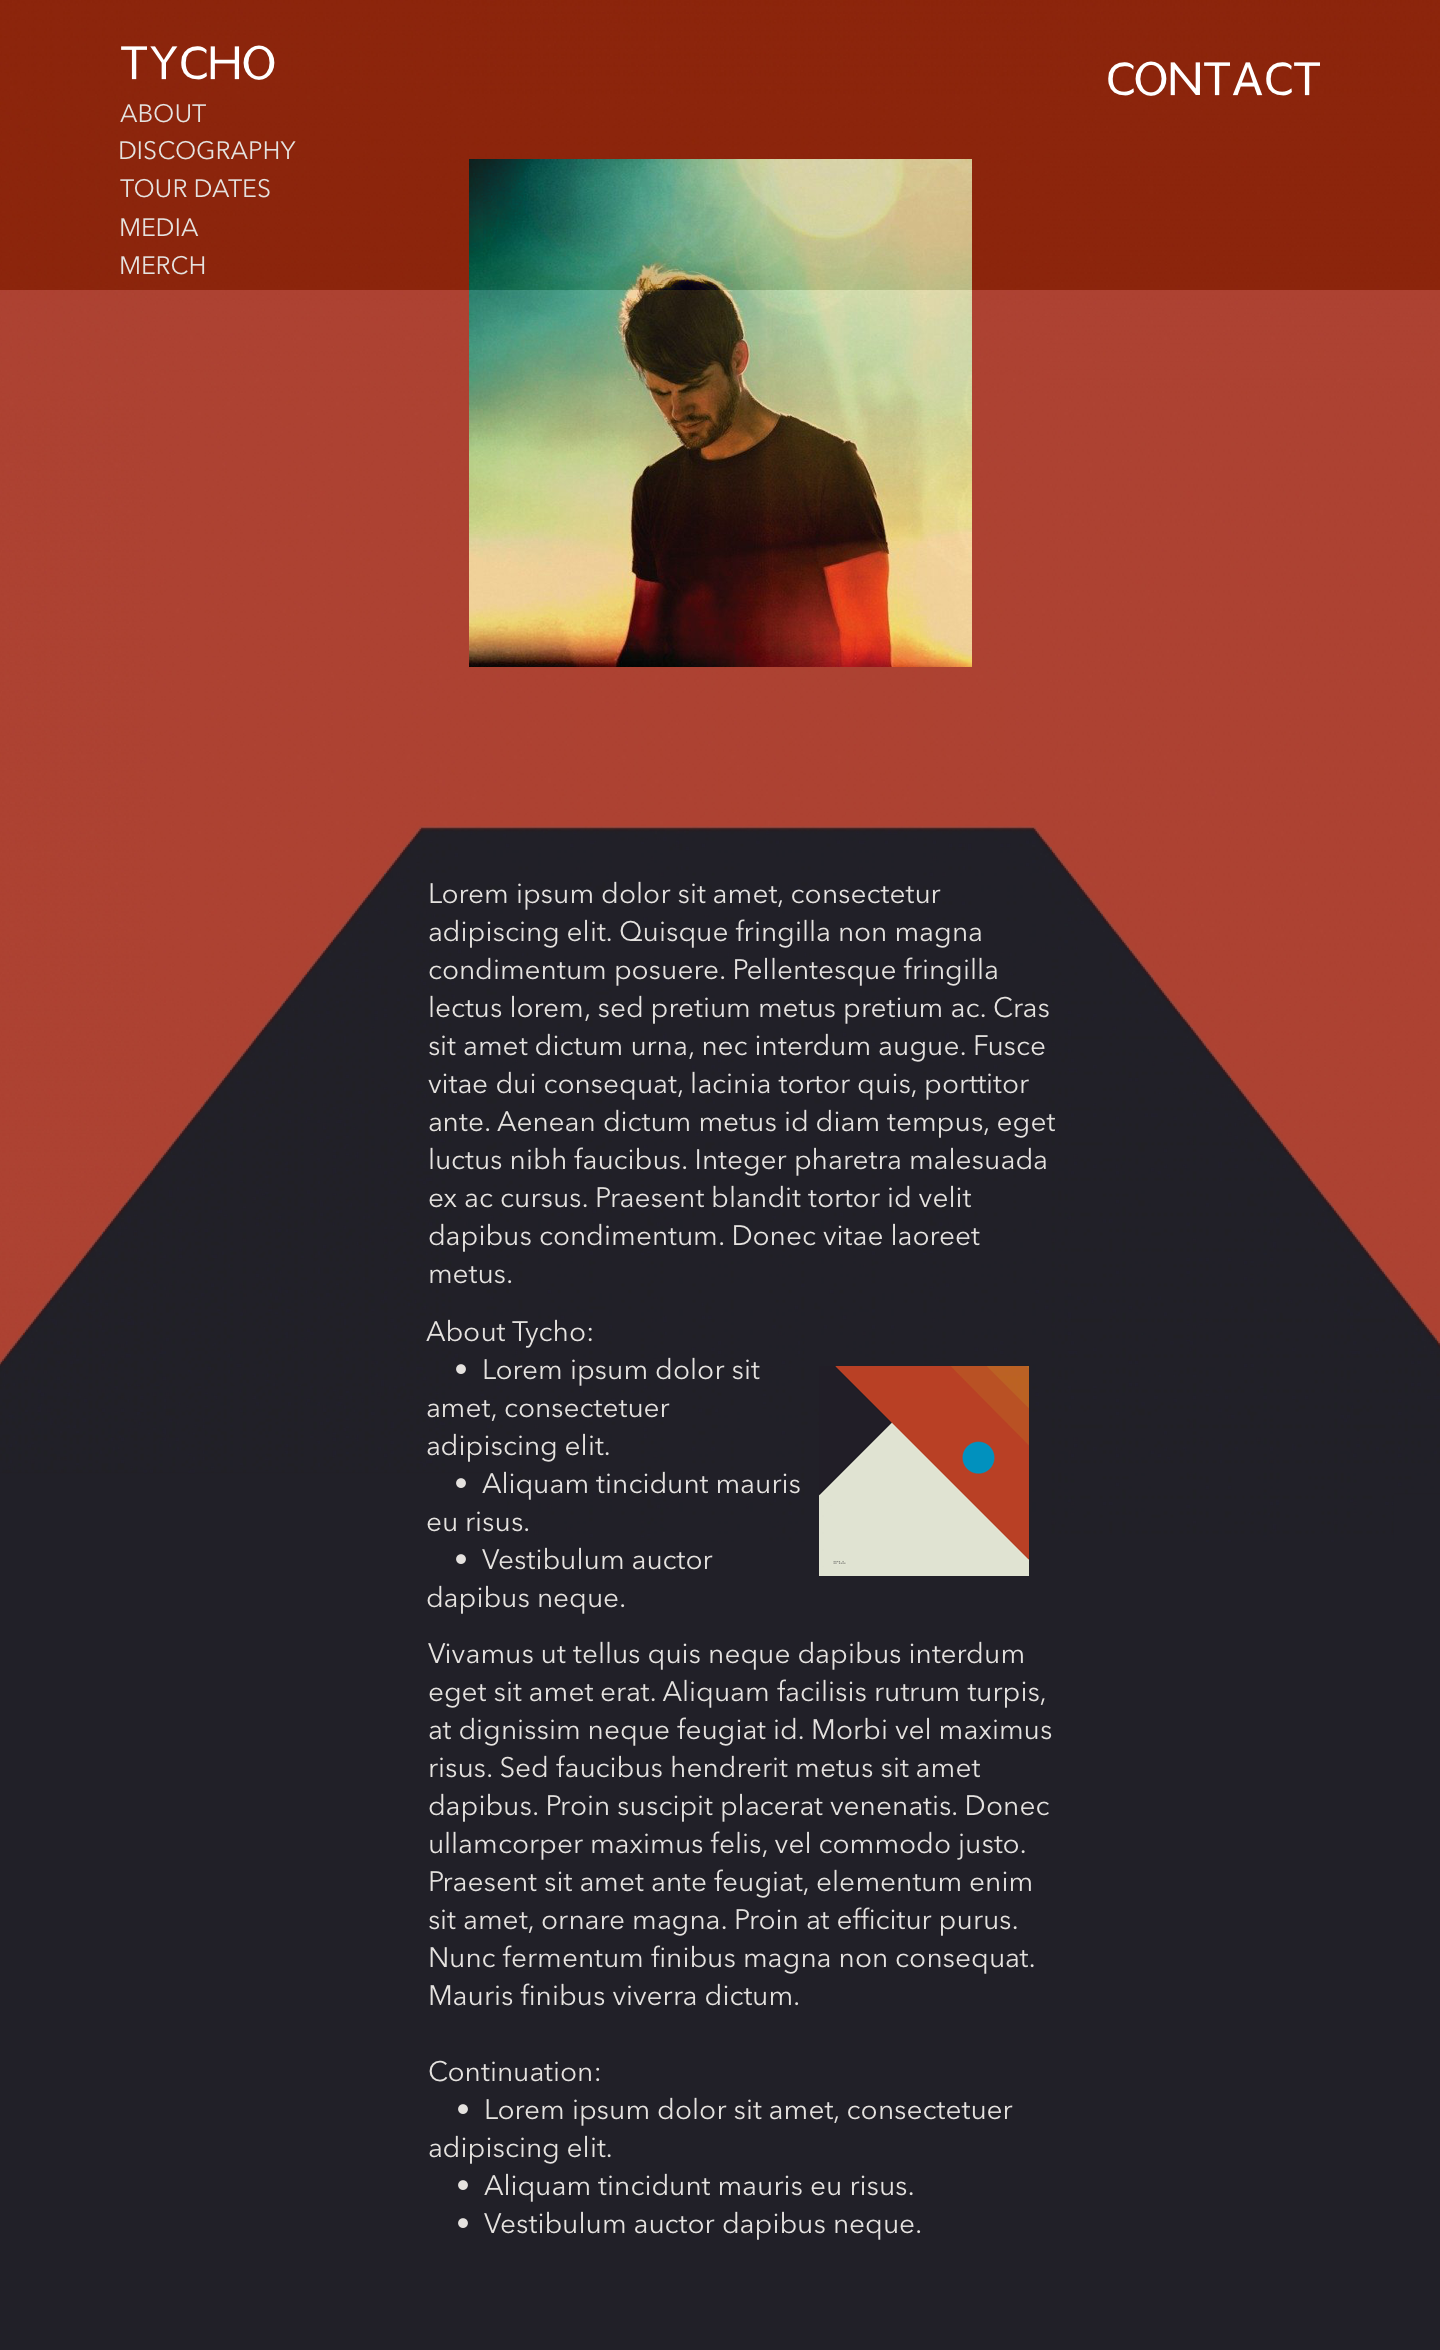 TYCHO
CONTACT
ABOUT
DISCOGRAPHY
TOUR DATES
MEDIA
MERCH
Lorem ipsum dolor sit amet, consectetur
adipiscing elit. Quisque fringilla non magna
condimentum posuere. Pellentesque fringilla
lectus lorem, sed pretium metus pretium ac. Cras
sit amet dictum urna, nec interdum augue. Fusce
vitae dui consequat, lacinia tortor quis, porttitor
ante. Aenean dictum metus id diam tempus, eget
luctus nibh faucibus. Integer pharetra malesuada
ex ac cursus. Praesent blandit tortor id velit
dapibus condimentum. Donec vitae laoreet
metus.
About Tycho:
• Lorem ipsum dolor sit
amet, consectetuer
adipiscing elit.
• Aliquam tincidunt mauris
eu risus.
• Vestibulum auctor
dapibus neque.
Vivamus ut tellus quis neque dapibus interdum
eget sit amet erat. Aliquam facilisis rutrum turpis,
at dignissim neque feugiat id. Morbi vel maximus
risus. Sed faucibus hendrerit metus sit amet
dapibus. Proin suscipit placerat venenatis. Donec
ullamcorper maximus felis, vel commodo justo.
Praesent sit amet ante feugiat, elementum enim
sit amet, ornare magna. Proin at efficitur purus.
Nunc fermentum finibus magna non consequat.
Mauris finibus viverra dictum.
Continuation:
• Lorem ipsum dolor sit amet, consectetuer
adipiscing elit.
• Aliquam tincidunt mauris eu risus.
• Vestibulum auctor dapibus neque.